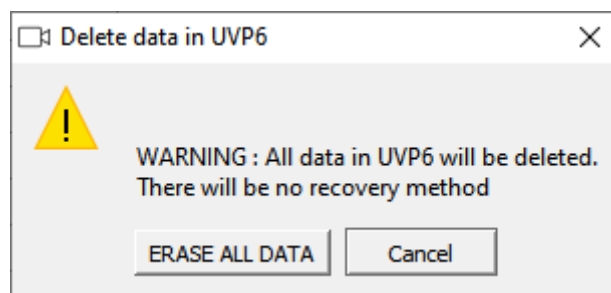 Delete data in UVP6
!
WARNING : All data in UVP6 will be deleted.
There will be no recovery method
ERASE ALL DATA
Cancel